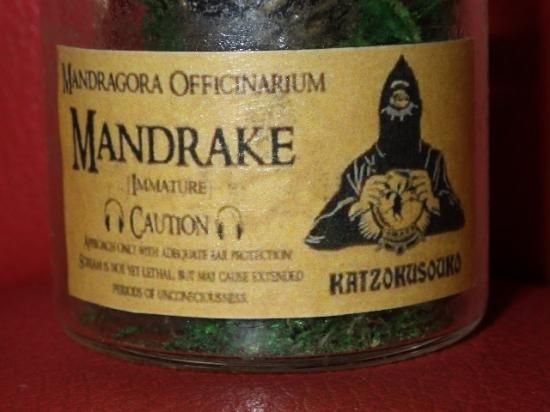 MANDRAGORA OFFICINARIUM
MANDRAKE
[IMMATURE]
CAUTION
APPROACH ONLY WITH ADEQUATE EAR PROTECTION!
SCREAM IS NOT YET LETHAL, BUT MAY CAUSE EXTENDED
PERIODS OF UNCONSCIOUSNESS.
KATZOKUSOUKO